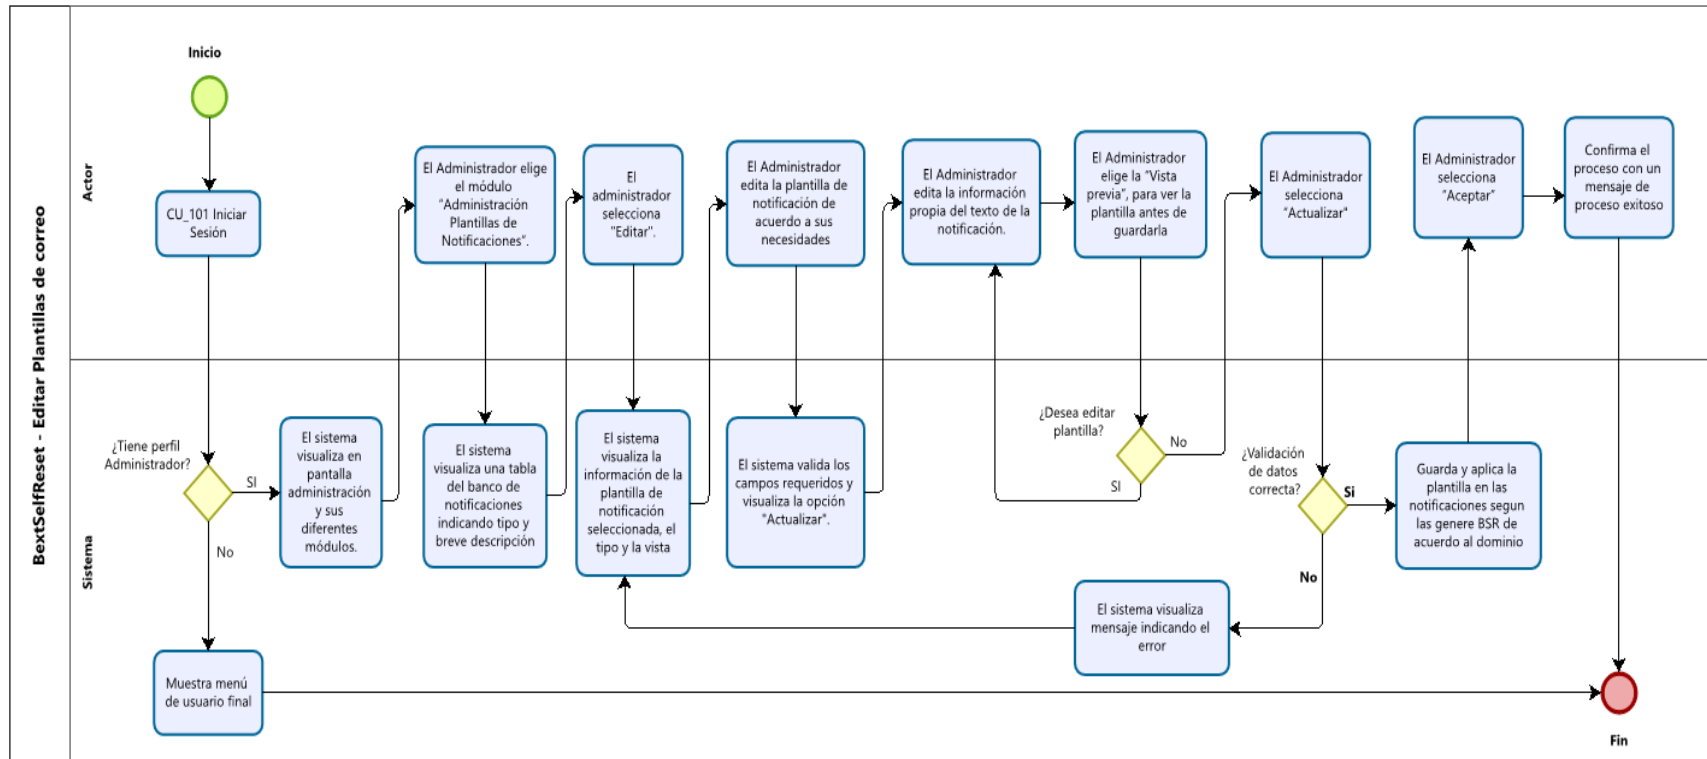 BextSelfReset - Editar Plantillas de correo
Actor
Inicio
CU_101 Iniciar
Sesión
El Administrador elige
el módulo
"Administración
Plantillas de
Notificaciones".
El
administrador
selecciona
"Editar".
El Administrador
edita la plantilla de
notificación de
acuerdo a sus
necesidades
El Administrador
edita la información
propia del texto de la
notificación.
El Administrador
elige la "Vista
previa", para ver la
plantilla antes de
guardarla
El Administrador
selecciona
"Actualizar"
El Administrador
selecciona
"Aceptar"
Confirma el
proceso con un
mensaje de
proceso exitoso
Sistema
¿Tiene perfil
Administrador?
SI
No
El sistema
visualiza en
pantalla
administración
y sus
diferentes
módulos.
El sistema
visualiza una tabla
del banco de
notificaciones
indicando tipo y
breve descripción
El sistema
visualiza la
información de la
plantilla de
notificación
seleccionada, el
tipo y la vista
El sistema valida los
campos requeridos y
visualiza la opción
"Actualizar".
¿Desea editar
plantilla?
No
SI
¿Validación
de datos
correcta?
Si
No
Guarda y aplica la
plantilla en las
notificaciones segun
las genere BSR de
acuerdo al dominio
El sistema visualiza
mensaje indicando el
error
Muestra menú
de usuario final
Fin